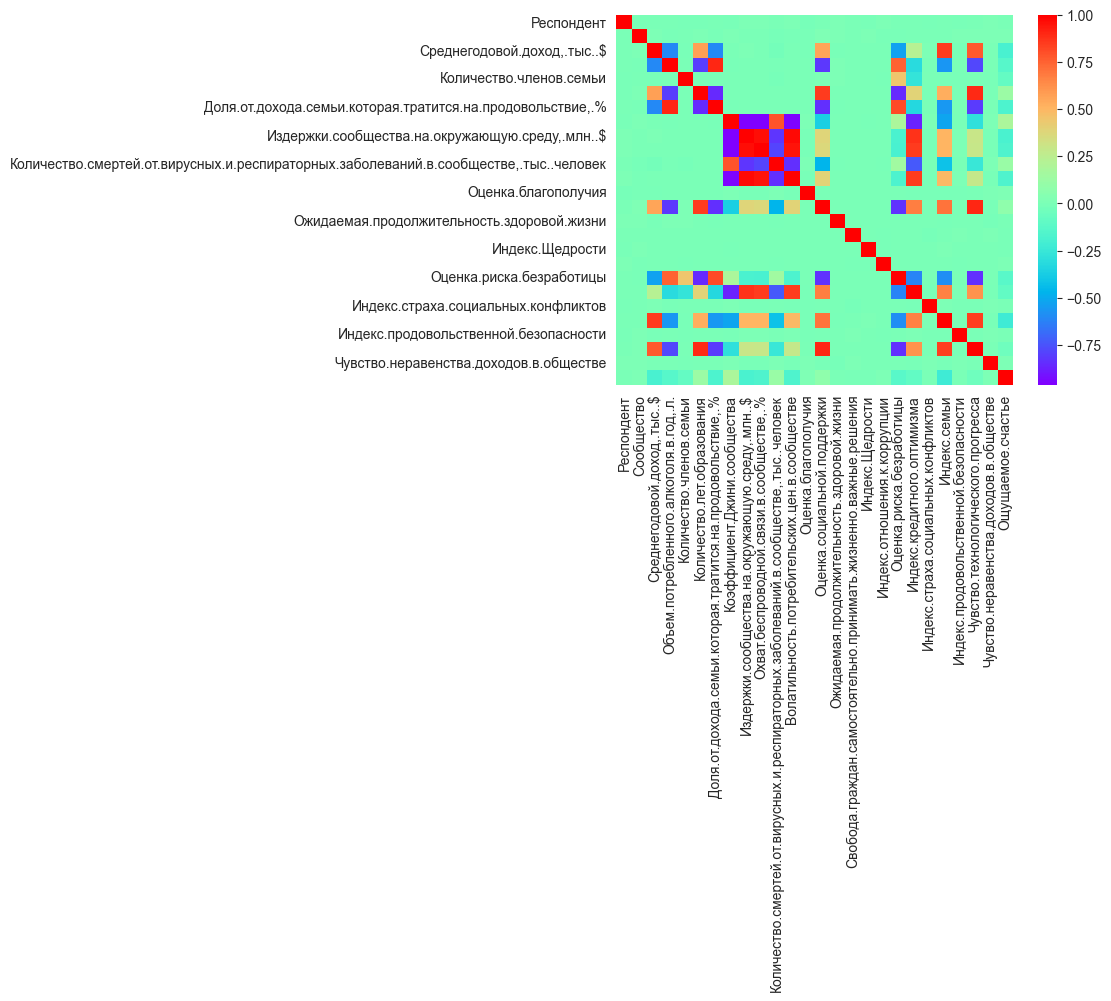 Респондент
Среднегодовой.доход,.тыс..$
Количество.членов.семьи
Доля.от.дохода.семьи.которая.тратится.на.продовольствие,.%
Издержки.сообщества.на.окружающую.среду,.млн..$
Количество.смертей.от.вирусных.и.респираторных.заболеваний.в.сообществе,.тыс..человек
Оценка.благополучия
Ожидаемая.продолжительность.здоровой.жизни
Индекс.Щедрости
Оценка.риска.безработицы
Индекс.страха.социальных.конфликтов
Индекс.продовольственной.безопасности
Чувство.неравенства.доходов.в.обществе
Респондент
Сообщество
Среднегодовой.доход,.тыс..$
Объем.потребленного.алкоголя.в.год,.л.
Количество.членов.семьи
Количество.лет.образования
Доля.от.дохода.семьи.которая.тратится.на.продовольствие,.%
Коэффициент.Джини.сообщества
Издержки.сообщества.на.окружающую.среду,.млн..$
Охват.беспроводной.связи.в.сообществе,.%
Количество.смертей.от.вирусных.и.респираторных.заболеваний.в.сообществе,.тыс..человек
Волатильность.потребительских.цен.в.сообществе
Оценка.благополучия
Оценка.социальной.поддержки
Ожидаемая.продолжительность.здоровой.жизни
Свобода.граждан.самостоятельно.принимать.жизненно.важные.решения
Индекс.Щедрости
Индекс.отношения.к.коррупции
Оценка.риска.безработицы
Индекс.кредитного.оптимизма
Индекс.страха.социальных.конфликтов
Индекс.семьи
Индекс.продовольственной.безопасности
Чувство.технологического.прогресса
Чувство.неравенства.доходов.в.обществе
Ощущаемое.счастье
1.00
0.75
0.50
0.25
0.00
−0.25
−0.50
−0.75